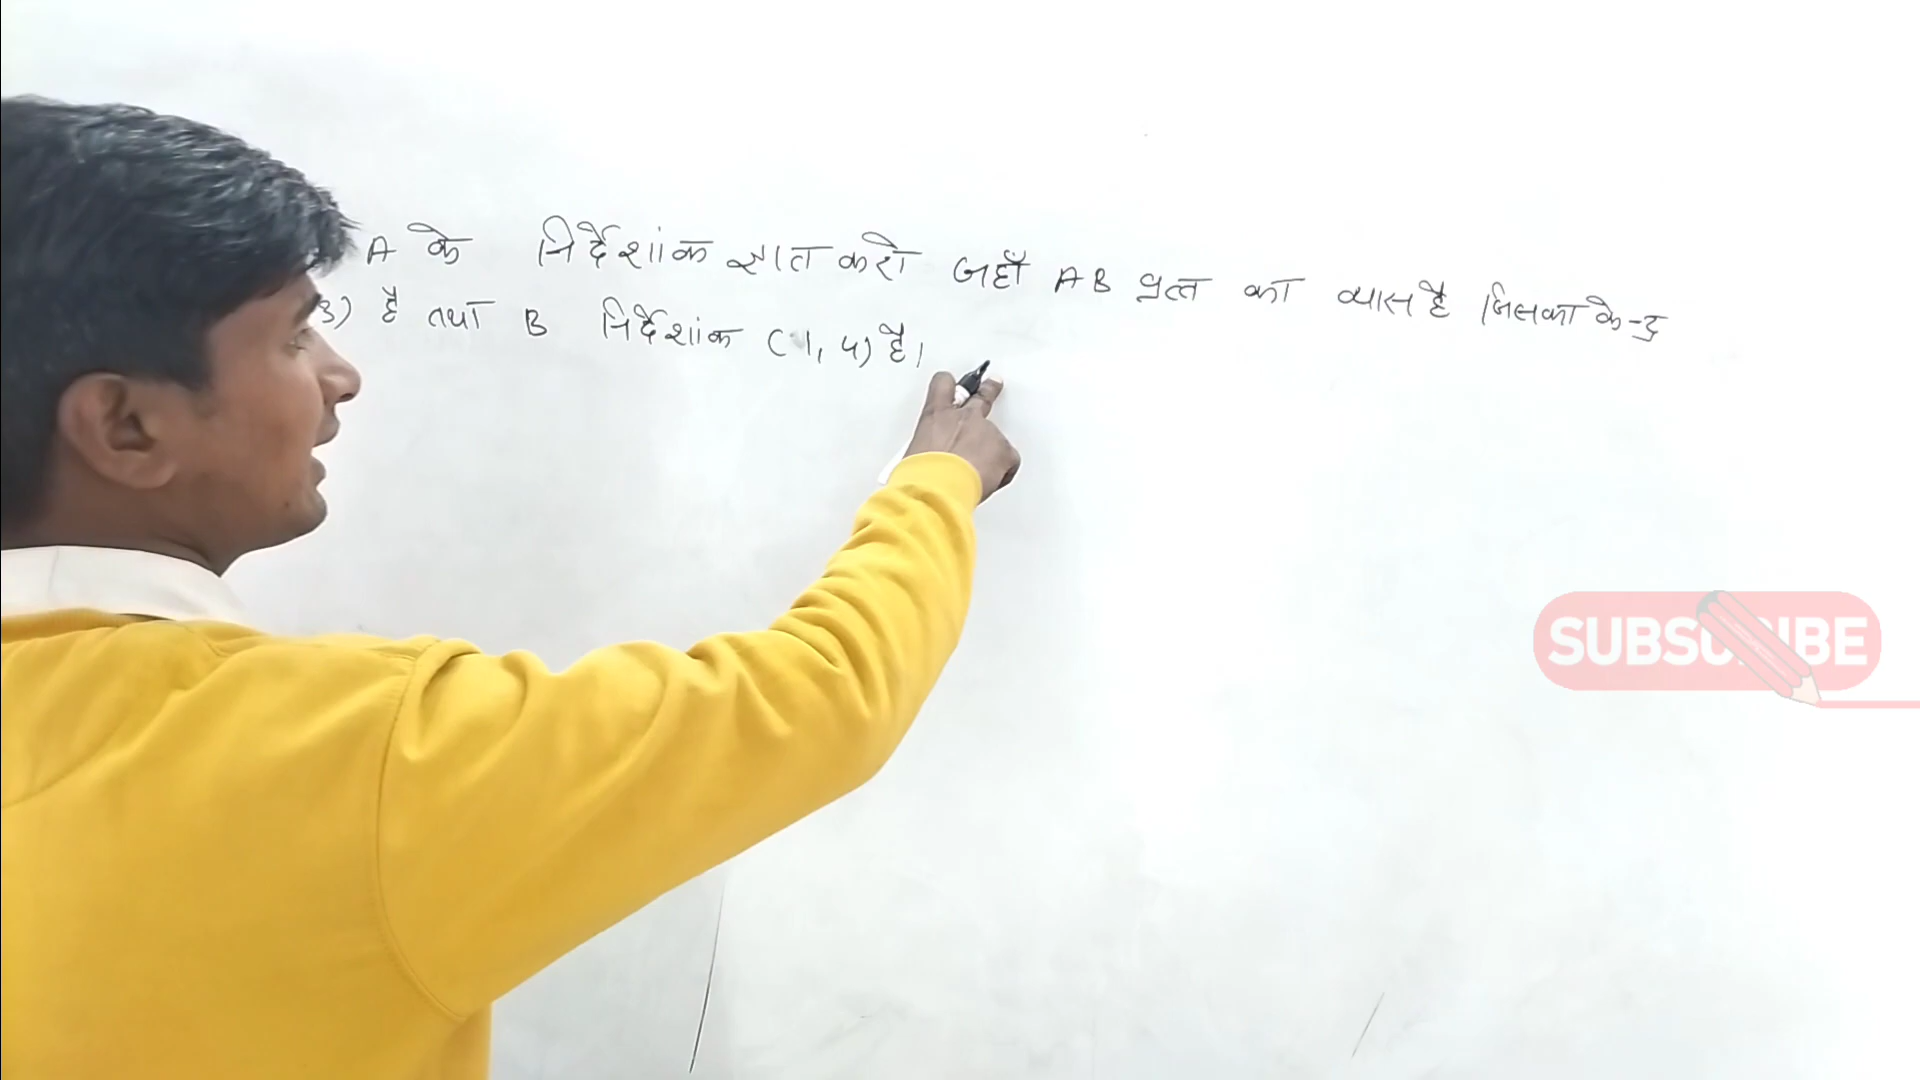 A के निर्देशांक ज्ञात करो जहाँ AB वृत्त का व्यास है जिसका केन्द्र
3) है तथा B निर्देशांक (1, 4) है।
SUBSCRIBE